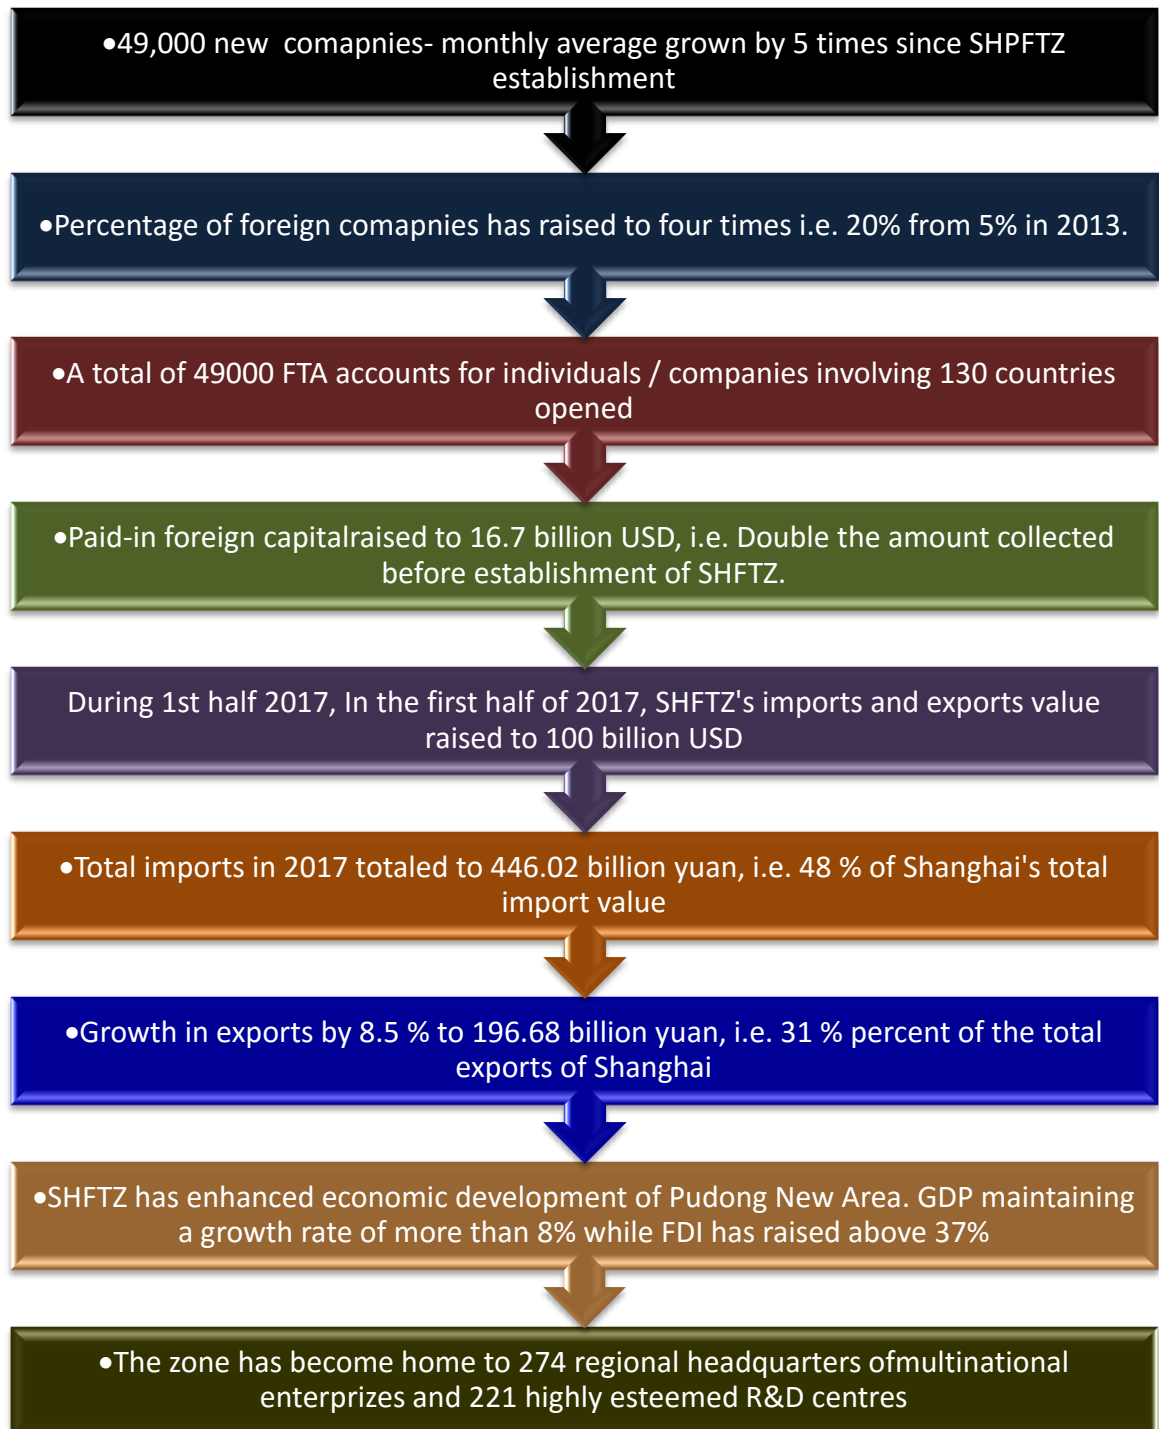 •49,000 new  comapnies- monthly average grown by 5 times since SHPFTZ
establishment
•Percentage of foreign comapnies has raised to four times i.e. 20% from 5% in 2013.
•A total of 49000 FTA accounts for individuals / companies involving 130 countries
opened
•Paid-in foreign capitalraised to 16.7 billion USD, i.e. Double the amount collected
before establishment of SHFTZ.
During 1st half 2017, In the first half of 2017, SHFTZ's imports and exports value
raised to 100 billion USD
•Total imports in 2017 totaled to 446.02 billion yuan, i.e. 48 % of Shanghai's total
import value
•Growth in exports by 8.5 % to 196.68 billion yuan, i.e. 31 % percent of the total
exports of Shanghai
•SHFTZ has enhanced economic development of Pudong New Area. GDP maintaining
a growth rate of more than 8% while FDI has raised above 37%
•The zone has become home to 274 regional headquarters ofmultinational
enterprizes and 221 highly esteemed R&D centres